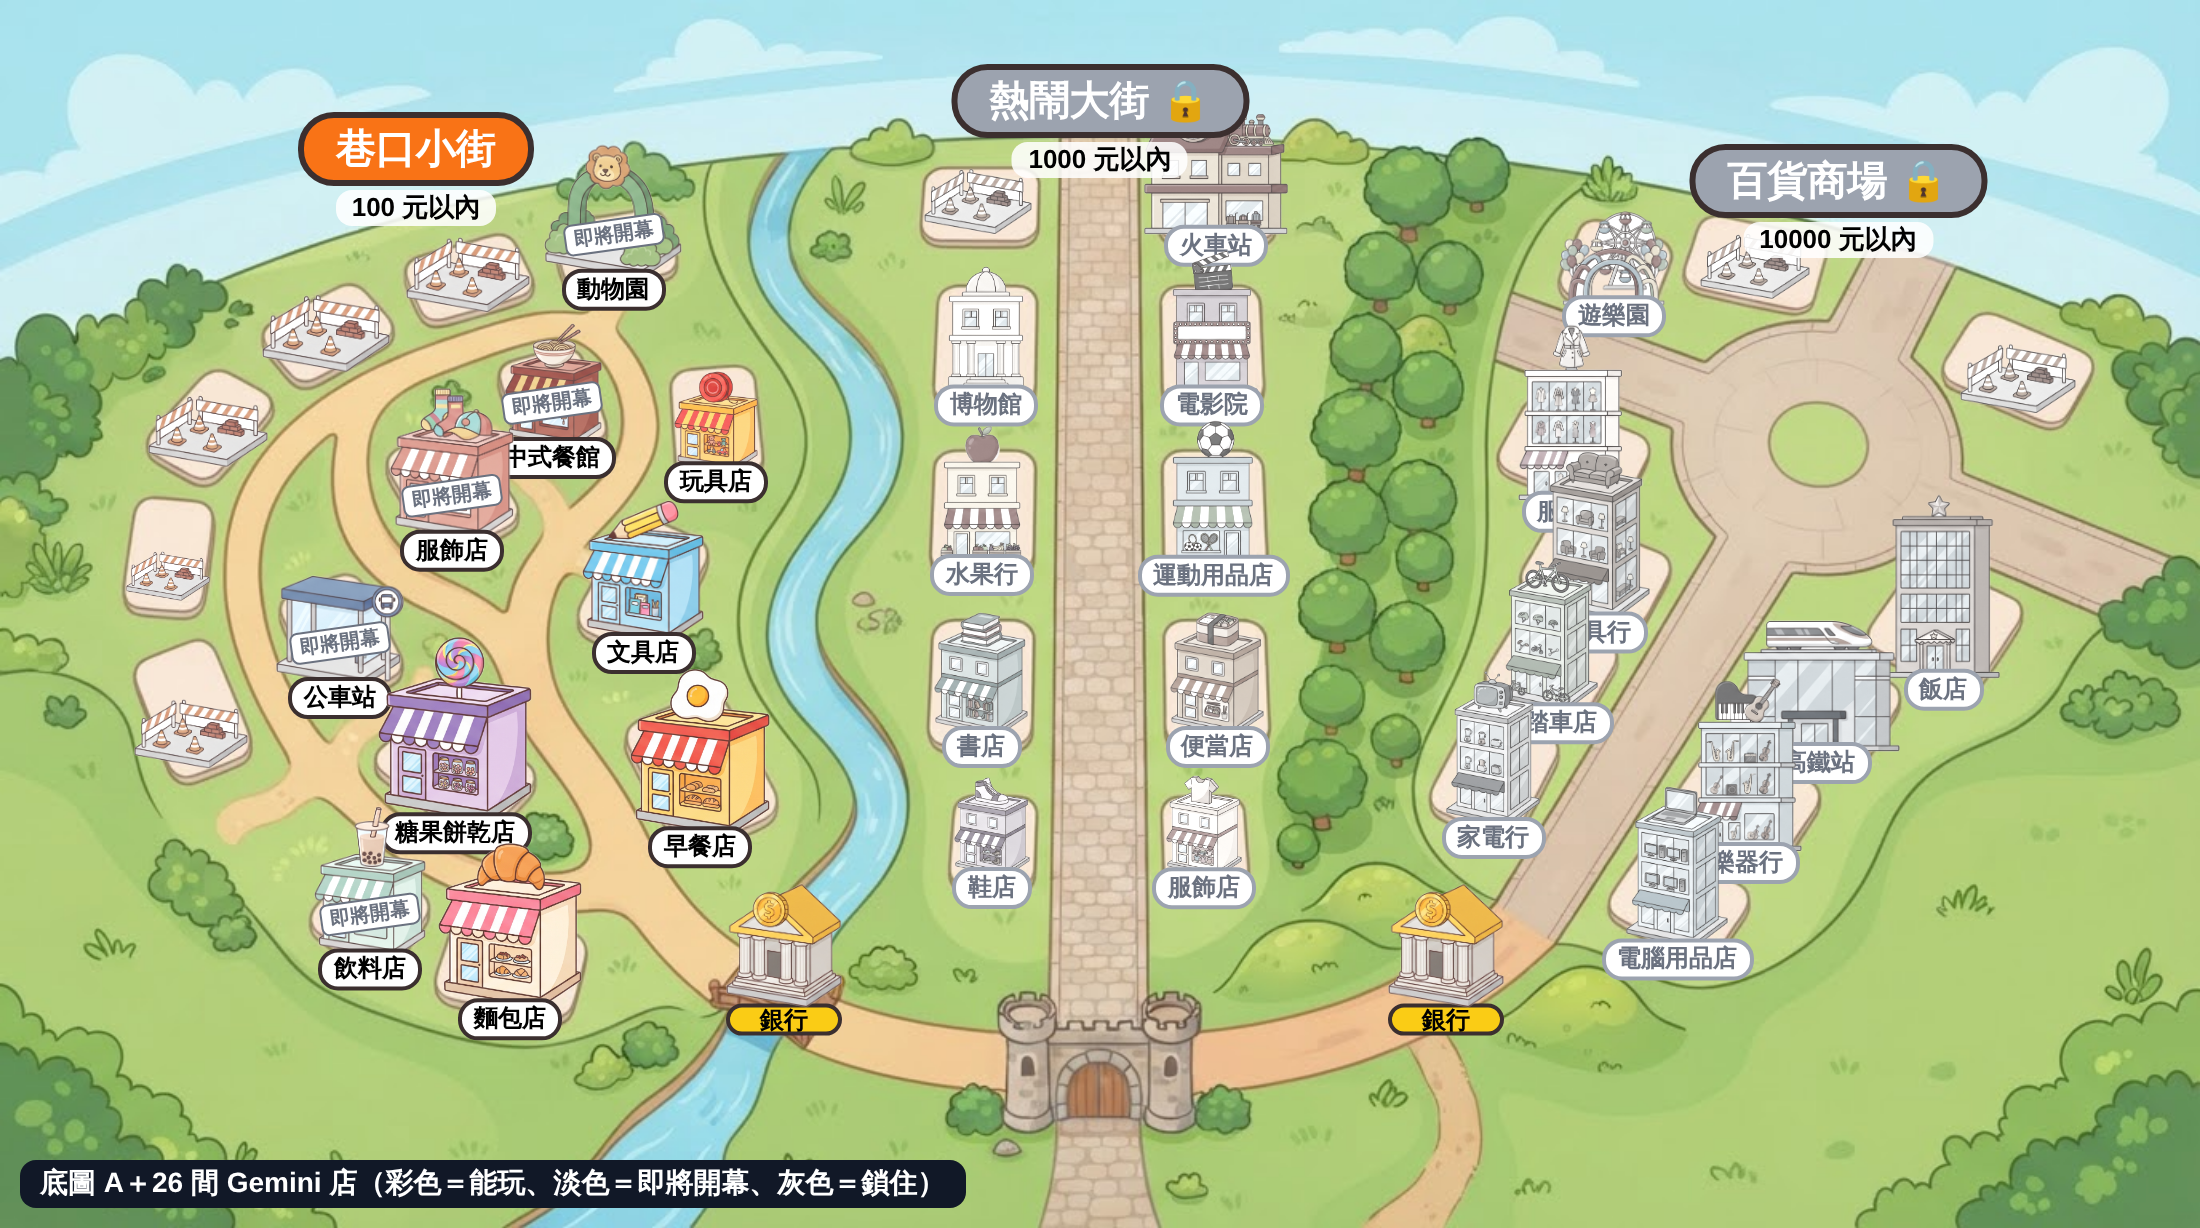 熱鬧大街
1000 元以內
巷口小街
100 元以內
百貨商場
10000 元以內
即將開幕
動物園
即將開幕
中式餐館
即將開幕
服飾店
玩具店
文具店
即將開幕
公車站
糖果餅乾店
早餐店
即將開幕
飲料店
麵包店
銀行
火車站
博物館
電影院
水果行
運動用品店
書店
便當店
鞋店
服飾店
遊樂園
服
具行
踏車店
家電行
飯店
高鐵站
樂器行
電腦用品店
銀行
底圖 A＋26 間 Gemini 店（彩色＝能玩、淡色＝即將開幕、灰色＝鎖住）